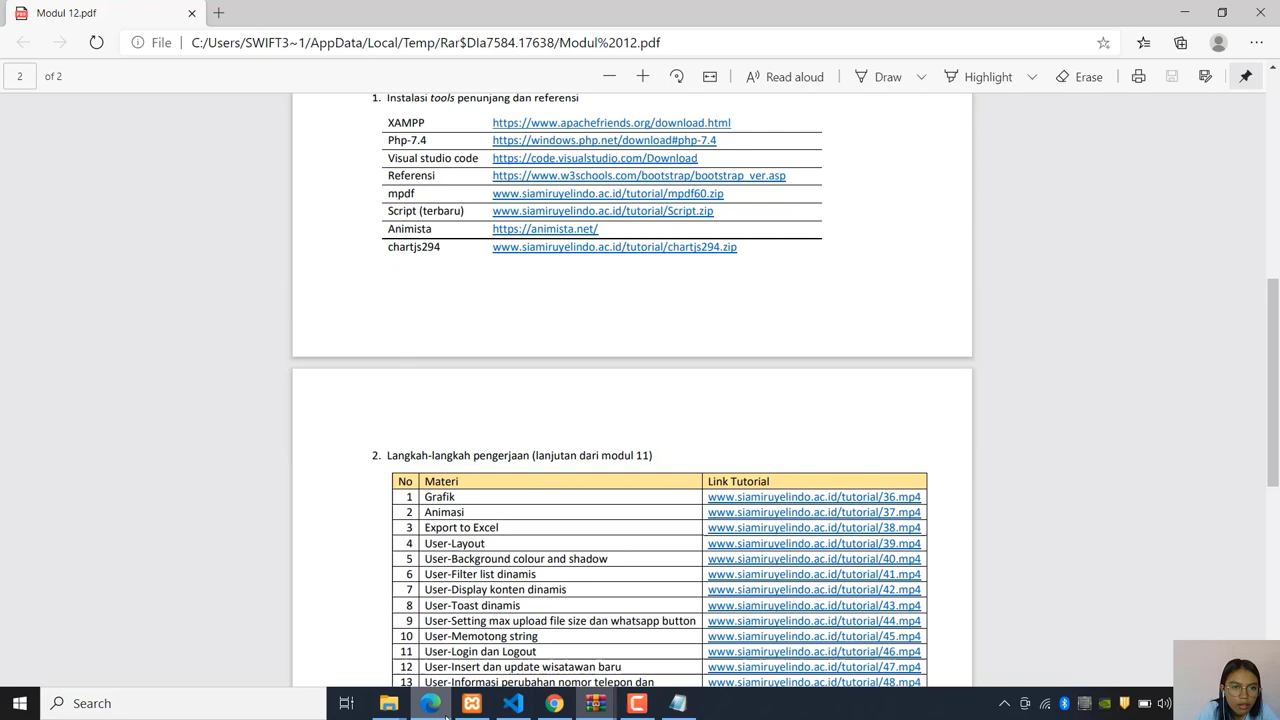 Modul 12.pdf
File
C:/Users/SWIFT3~1/AppData/Local/Temp/Rar$DIa7584.17638/Modul%2012.pdf
2 of 2
Read aloud
Draw
Highlight
Erase
1. Instalasi tools penunjang dan referensi
XAMPP https://www.apachefriends.org/download.html
Php-7.4 https://windows.php.net/download#php-7.4
Visual studio code https://code.visualstudio.com/Download
Referensi https://www.w3schools.com/bootstrap/bootstrap_ver.asp
mpdf www.siamiruyelindo.ac.id/tutorial/mpdf60.zip
Script (terbaru) www.siamiruyelindo.ac.id/tutorial/Script.zip
Animista https://animista.net/
chartjs294 www.siamiruyelindo.ac.id/tutorial/chartjs294.zip
2. Langkah-langkah pengerjaan (lanjutan dari modul 11)
No Materi Link Tutorial
1 Grafik www.siamiruyelindo.ac.id/tutorial/36.mp4
2 Animasi www.siamiruyelindo.ac.id/tutorial/37.mp4
3 Export to Excel www.siamiruyelindo.ac.id/tutorial/38.mp4
4 User-Layout www.siamiruyelindo.ac.id/tutorial/39.mp4
5 User-Background colour and shadow www.siamiruyelindo.ac.id/tutorial/40.mp4
6 User-Filter list dinamis www.siamiruyelindo.ac.id/tutorial/41.mp4
7 User-Display konten dinamis www.siamiruyelindo.ac.id/tutorial/42.mp4
8 User-Toast dinamis www.siamiruyelindo.ac.id/tutorial/43.mp4
9 User-Setting max upload file size dan whatsapp button www.siamiruyelindo.ac.id/tutorial/44.mp4
10 User-Memotong string www.siamiruyelindo.ac.id/tutorial/45.mp4
11 User-Login dan Logout www.siamiruyelindo.ac.id/tutorial/46.mp4
12 User-Insert dan update wisatawan baru www.siamiruyelindo.ac.id/tutorial/47.mp4
13 User-Informasi perubahan nomor telepon dan www.siamiruyelindo.ac.id/tutorial/48.mp4
Search